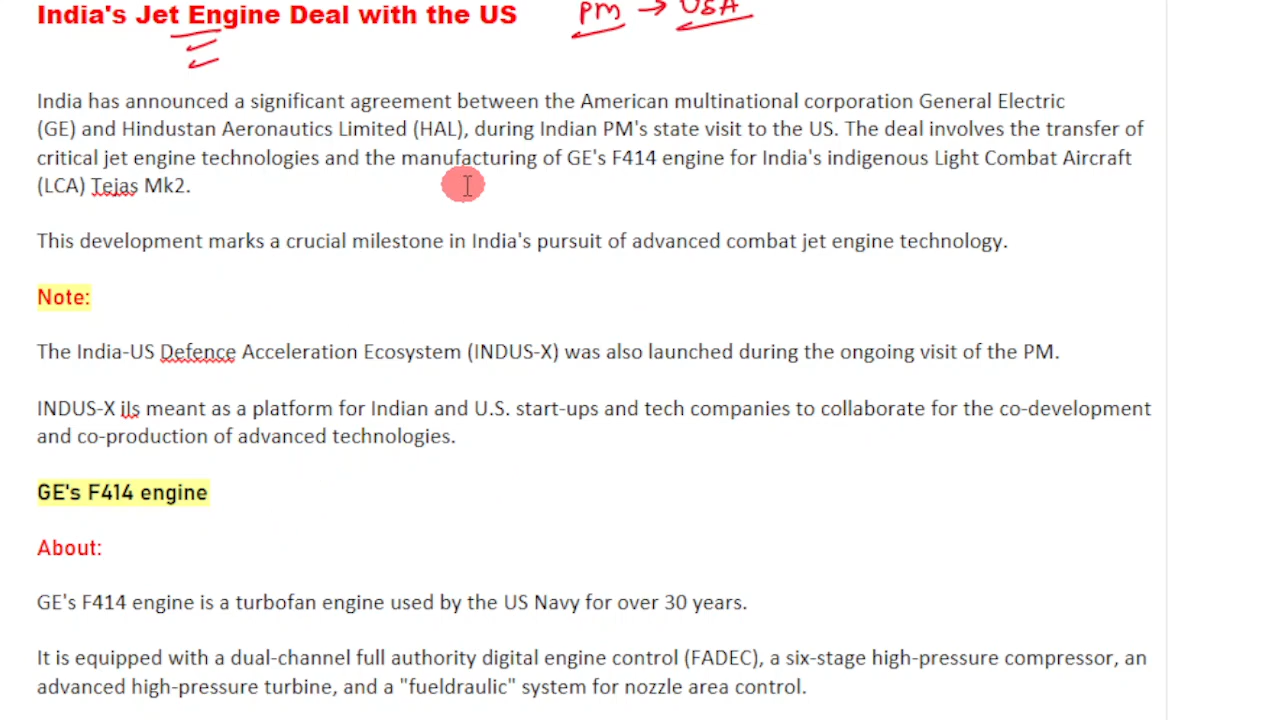 India's Jet Engine Deal with the US PM → USA
India has announced a significant agreement between the American multinational corporation General Electric
(GE) and Hindustan Aeronautics Limited (HAL), during Indian PM's state visit to the US. The deal involves the transfer of
critical jet engine technologies and the manufacturing of GE's F414 engine for India's indigenous Light Combat Aircraft
(LCA) Tejas Mk2.
This development marks a crucial milestone in India's pursuit of advanced combat jet engine technology.
Note:
The India-US Defence Acceleration Ecosystem (INDUS-X) was also launched during the ongoing visit of the PM.
INDUS-X iIs meant as a platform for Indian and U.S. start-ups and tech companies to collaborate for the co-development
and co-production of advanced technologies.
GE's F414 engine
About:
GE's F414 engine is a turbofan engine used by the US Navy for over 30 years.
It is equipped with a dual-channel full authority digital engine control (FADEC), a six-stage high-pressure compressor, an
advanced high-pressure turbine, and a "fueldraulic" system for nozzle area control.